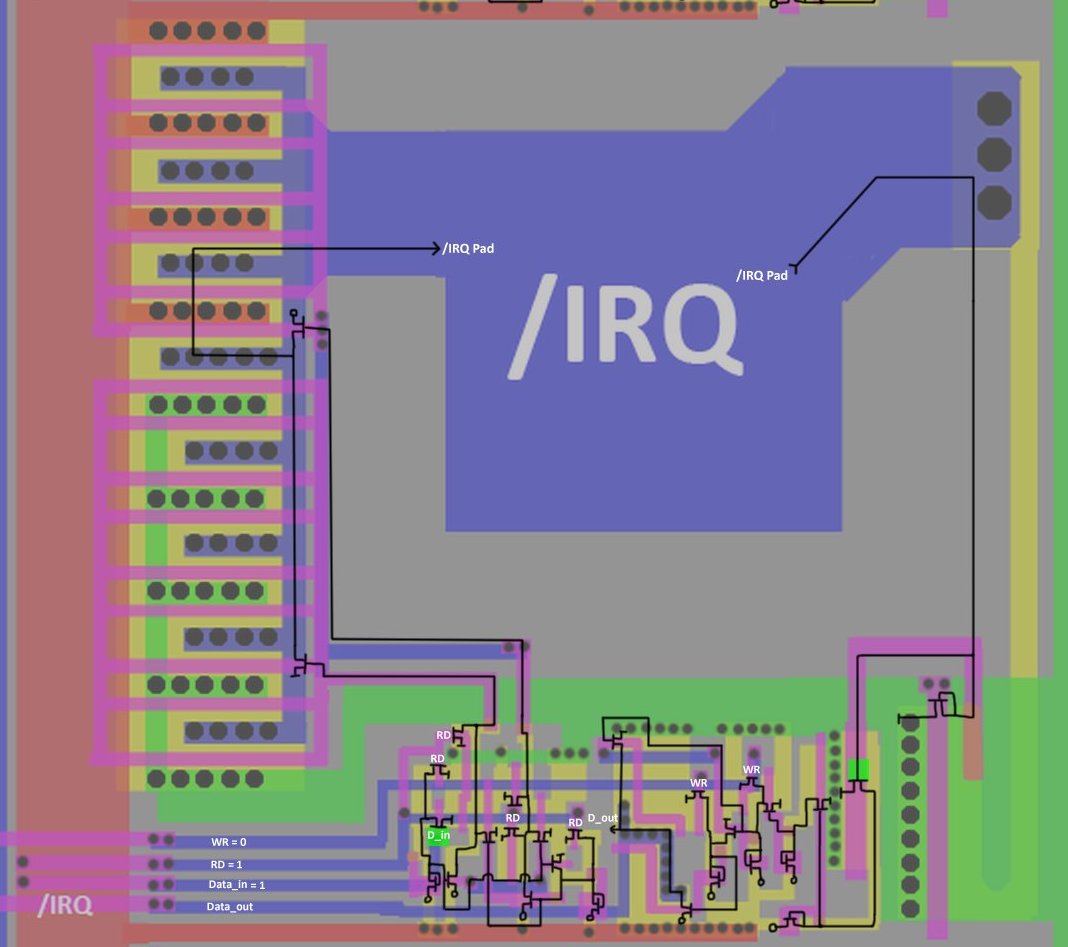 /IRQ Pad
/IRQ Pad
/IRQ
RD
RD
WR
WR
RD
RD
D_out
D_in
WR = 0
RD = 1
Data_in = 1
Data_out
/IRQ